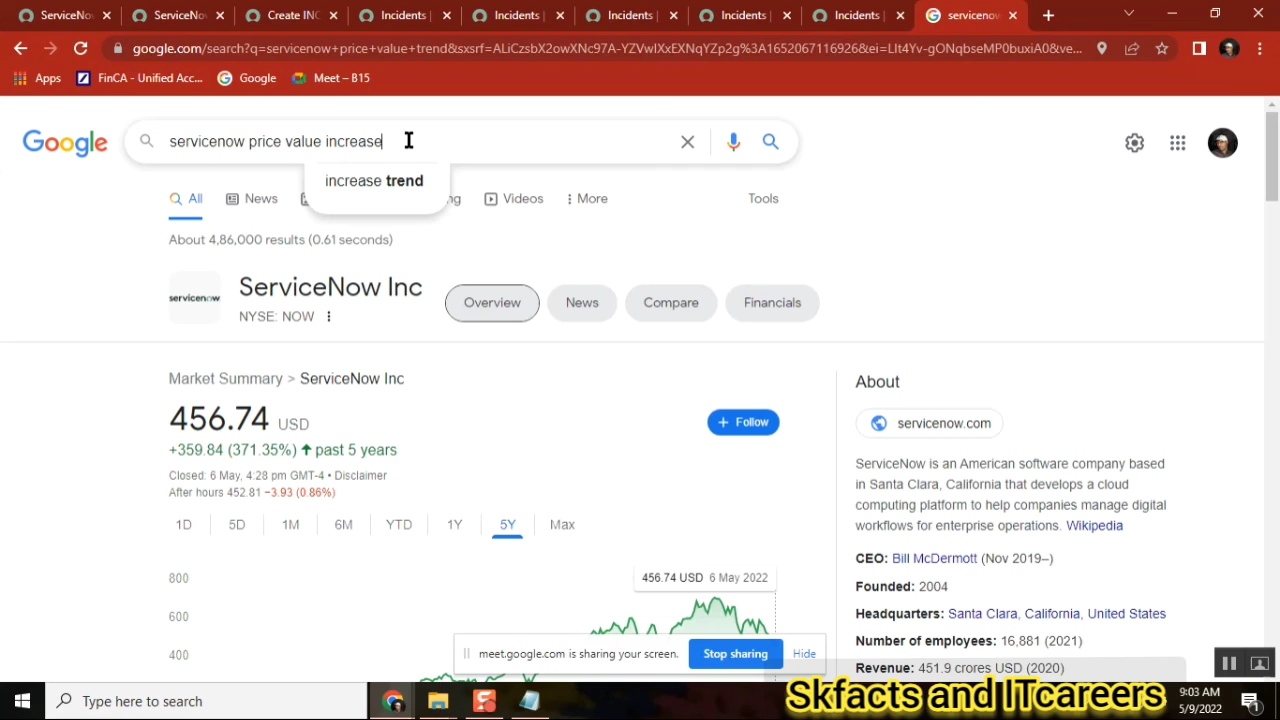 ServiceNo
ServiceNov
Create INC
Incidents |
Incidents |
Incidents |
Incidents |
Incidents |
servicenow
google.com/search?q=servicenow+price+value+trend&sxsrf=ALiCzsbX2owXNc97A-YZVwIXxEXNqYZp2g%3A1652067116926&ei=LIt4Yv-gONqbseMP0buxiA0&ve...
Apps
FinCA - Unified Acc...
Google
Meet – B15
Google
servicenow price value increase
increase trend
All
News
ng
Videos
More
Tools
About 4,86,000 results (0.61 seconds)
servicenow
ServiceNow Inc
NYSE: NOW
Overview
News
Compare
Financials
Market Summary > ServiceNow Inc
456.74 USD
+ Follow
+359.84 (371.35%) ↑ past 5 years
Closed: 6 May, 4:28 pm GMT-4 • Disclaimer
After hours 452.81 −3.93 (0.86%)
1D
5D
1M
6M
YTD
1Y
5Y
Max
800
600
400
456.74 USD 6 May 2022
About
servicenow.com
ServiceNow is an American software company based
in Santa Clara, California that develops a cloud
computing platform to help companies manage digital
workflows for enterprise operations. Wikipedia
CEO: Bill McDermott (Nov 2019–)
Founded: 2004
Headquarters: Santa Clara, California, United States
Number of employees: 16,881 (2021)
Revenue: 451.9 crores USD (2020)
meet.google.com is sharing your screen.
Stop sharing
Hide
Type here to search
Skfacts and ITcareers
9:03 AM
5/9/2022
1